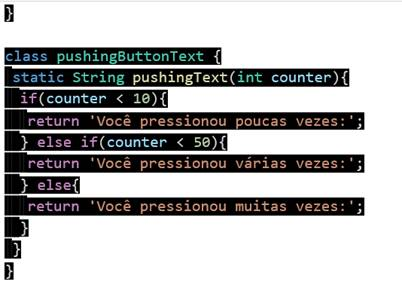 }
class pushingButtonText {
static String pushingText(int counter){
if(counter < 10){
return 'Você pressionou poucas vezes:';
} else if(counter < 50){
return 'Você pressionou várias vezes:';
} else{
return 'Você pressionou muitas vezes:';
}
}
}